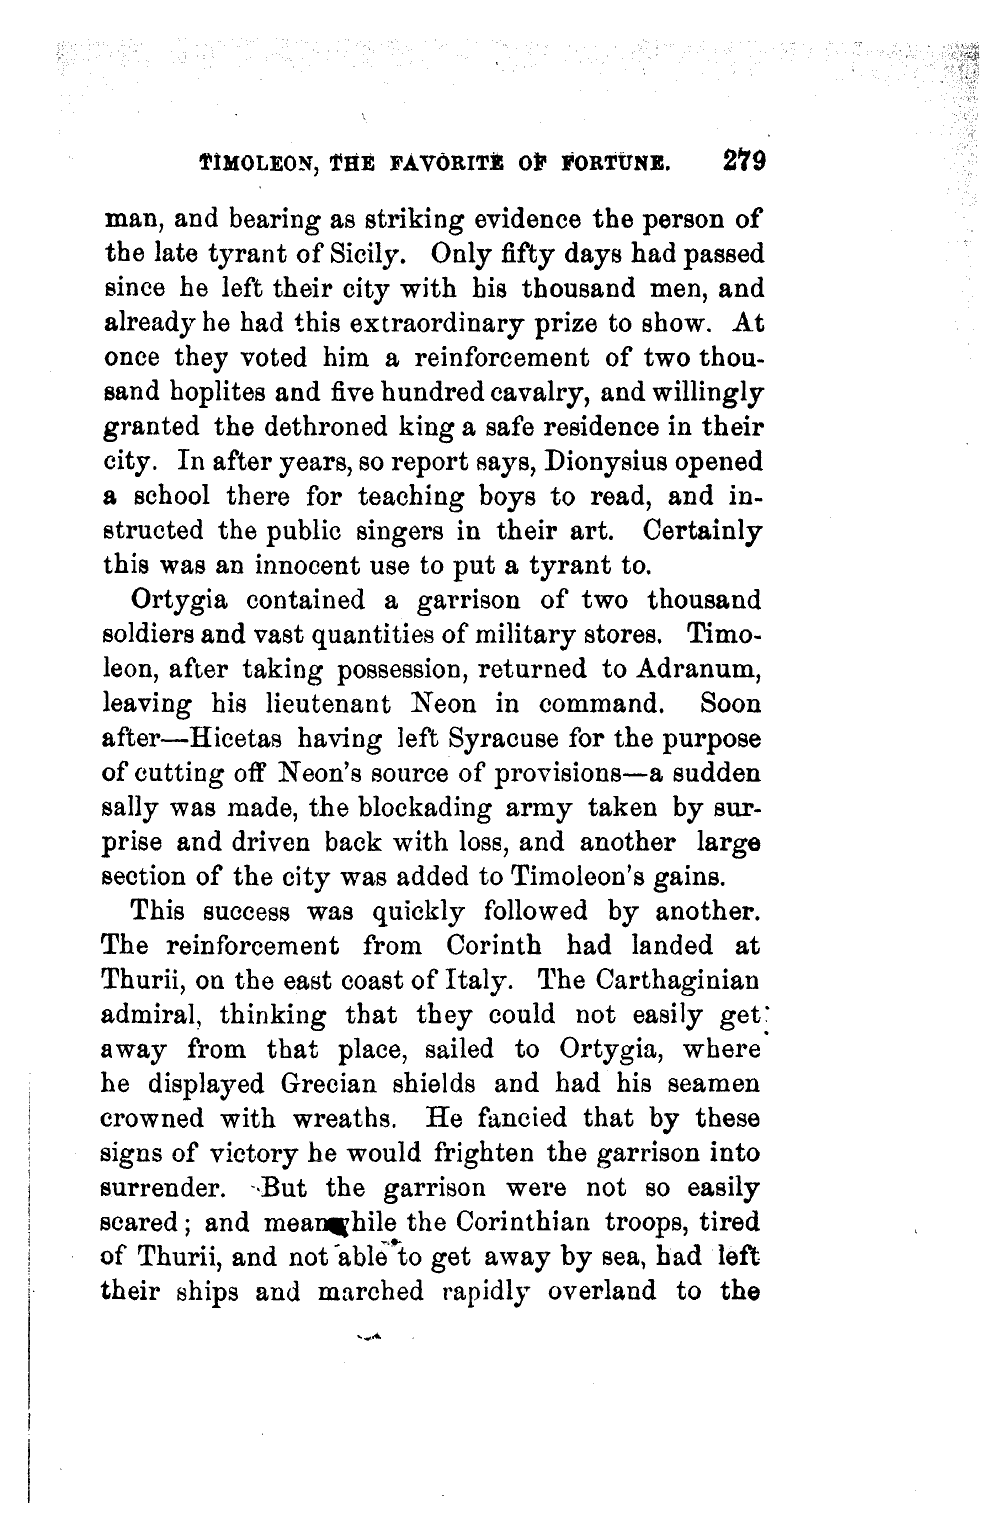 TIMOLEON, THE FAVORITE OF FORTUNE. 279
man, and bearing as striking evidence the person of
the late tyrant of Sicily. Only fifty days had passed
since he left their city with his thousand men, and
already he had this extraordinary prize to show. At
once they voted him a reinforcement of two thou-
sand hoplites and five hundred cavalry, and willingly
granted the dethroned king a safe residence in their
city. In after years, so report says, Dionysius opened
a school there for teaching boys to read, and in-
structed the public singers in their art. Certainly
this was an innocent use to put a tyrant to.
Ortygia contained a garrison of two thousand
soldiers and vast quantities of military stores. Timo-
leon, after taking possession, returned to Adranum,
leaving his lieutenant Neon in command. Soon
after—Hicetas having left Syracuse for the purpose
of cutting off Neon's source of provisions—a sudden
sally was made, the blockading army taken by sur-
prise and driven back with loss, and another large
section of the city was added to Timoleon's gains.
This success was quickly followed by another.
The reinforcement from Corinth had landed at
Thurii, on the east coast of Italy. The Carthaginian
admiral, thinking that they could not easily get
away from that place, sailed to Ortygia, where
he displayed Grecian shields and had his seamen
crowned with wreaths. He fancied that by these
signs of victory he would frighten the garrison into
surrender. But the garrison were not so easily
scared; and meanwhile the Corinthian troops, tired
of Thurii, and not able to get away by sea, had left
their ships and marched rapidly overland to the